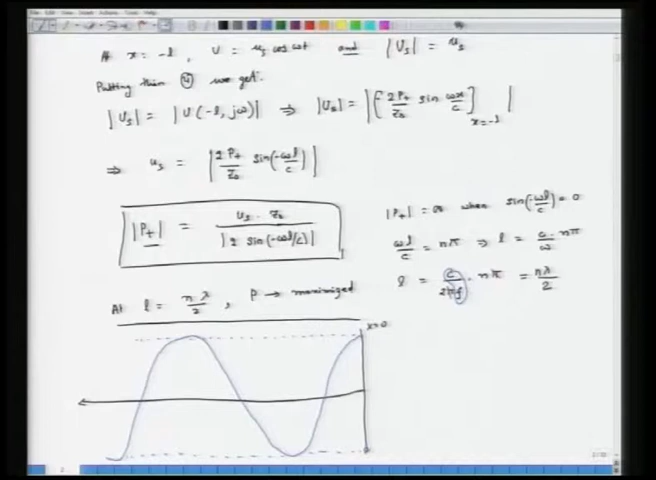 At x = -l, U = u_s cos ωt and |U_s| = u_s
Putting this (4) we get.
|U_s| = |U(-l, jω)| ⇒ |U_s| = |[-2P₊/Z₀ sin ωx/c]_{x=-l}|
⇒ u_s = |2P₊/Z₀ sin(-ωl/c)|
|P₊| = u_s · Z₀ / |2 sin(-ωl/c)|
|P₊| = ∞ when sin(-ωl/c) = 0
ωl/c = nπ ⇒ l = c/ω · nπ
l = c/2πf · nπ = nλ/2
At l = nλ/2, P → maximized
x=0